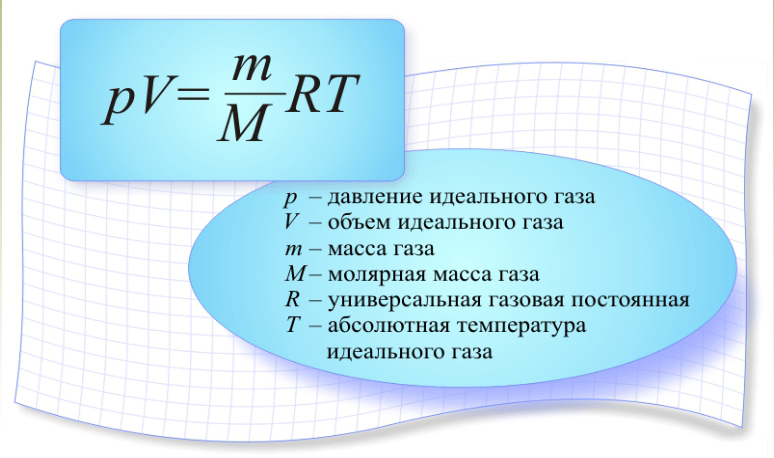 pV = m/M RT
p – давление идеального газа
V – объем идеального газа
m – масса газа
M – молярная масса газа
R – универсальная газовая постоянная
T – абсолютная температура
идеального газа